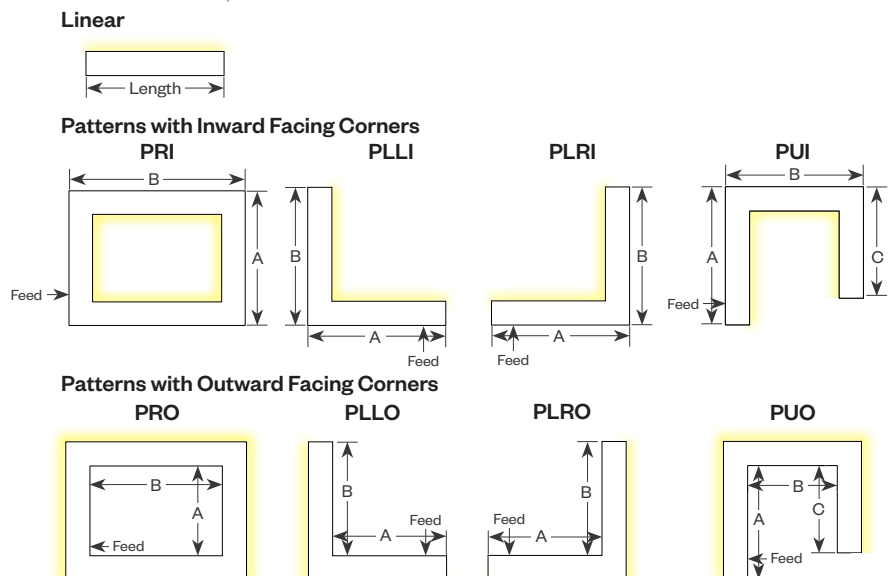 Linear
Length
Patterns with Inward Facing Corners
PRI PLLI PLRI PUI
B B
A B B A C
Feed Feed
A A
Feed Feed
Patterns with Outward Facing Corners
PRO PLLO PLRO PUO
B A B B B A C
Feed A Feed A
Feed Feed